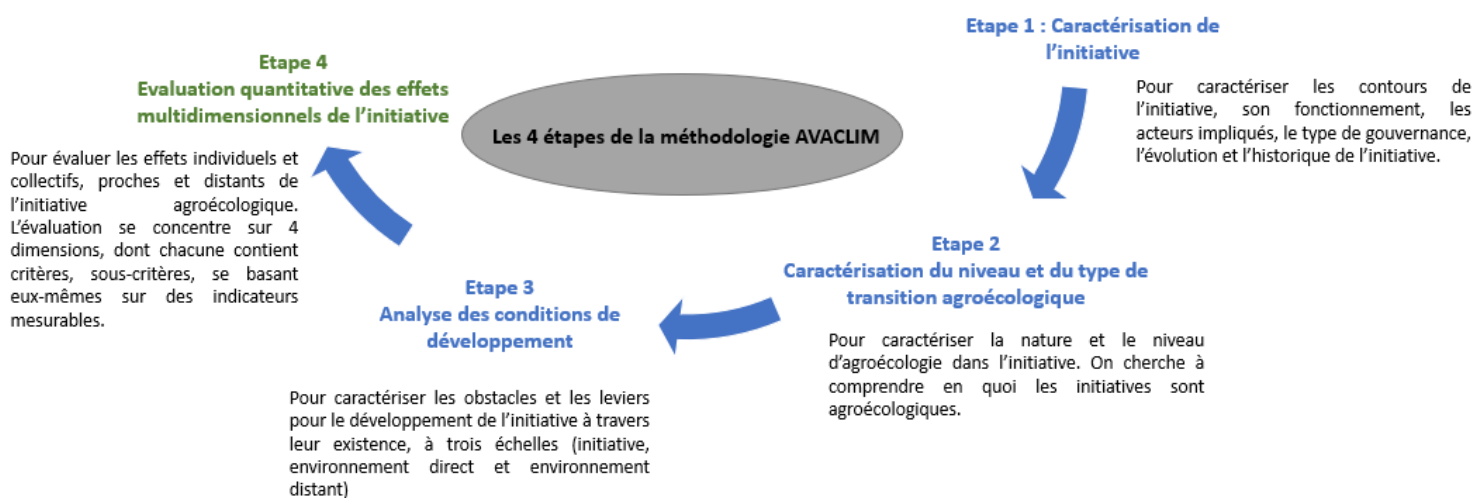 Les 4 étapes de la méthodologie AVACLIM
Etape 1 : Caractérisation de
l’initiative
Pour caractériser les contours de
l’initiative, son fonctionnement, les
acteurs impliqués, le type de gouvernance,
l’évolution et l’historique de l’initiative.
Etape 2
Caractérisation du niveau et du type de
transition agroécologique
Pour caractériser la nature et le niveau
d’agroécologie dans l’initiative. On cherche à
comprendre en quoi les initiatives sont
agroécologiques.
Etape 3
Analyse des conditions de
développement
Pour caractériser les obstacles et les leviers
pour le développement de l’initiative à travers
leur existence, à trois échelles (initiative,
environnement direct et environnement
distant)
Etape 4
Evaluation quantitative des effets
multidimensionnels de l’initiative
Pour évaluer les effets individuels et
collectifs, proches et distants de
l’initiative agroécologique.
L’évaluation se concentre sur 4
dimensions, dont chacune contient
critères, sous-critères, se basant
eux-mêmes sur des indicateurs
mesurables.